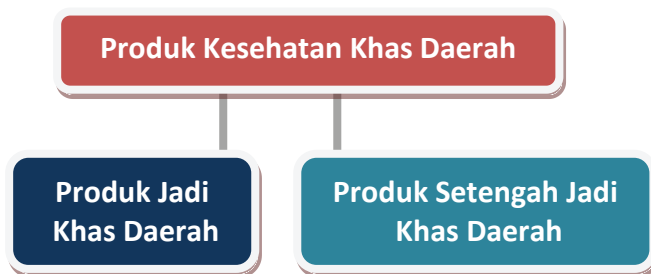 Produk Kesehatan Khas Daerah
Produk Jadi
Khas Daerah
Produk Setengah Jadi
Khas Daerah